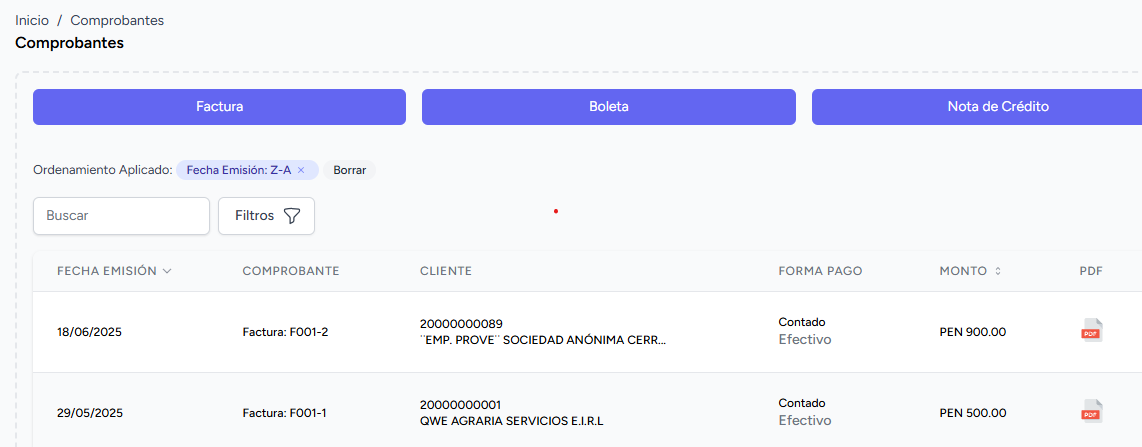 Inicio / Comprobantes
Comprobantes
Factura Boleta Nota de Crédito
Ordenamiento Aplicado: Fecha Emisión: Z-A × Borrar
Buscar Filtros
FECHA EMISIÓN COMPROBANTE CLIENTE FORMA PAGO MONTO PDF
18/06/2025 Factura: F001-2 20000000089 Contado PEN 900.00 PDF
¨EMP. PROVE¨ SOCIEDAD ANÓNIMA CERR... Efectivo
29/05/2025 Factura: F001-1 20000000001 Contado PEN 500.00 PDF
QWE AGRARIA SERVICIOS E.I.R.L Efectivo